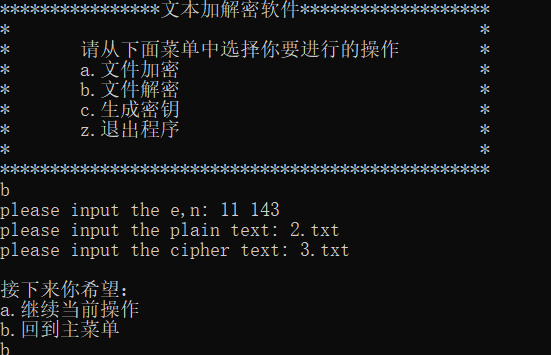 ****************文本加解密软件*******************
*                                               *
*       请从下面菜单中选择你要进行的操作        *
*       a.文件加密                              *
*       b.文件解密                              *
*       c.生成密钥                              *
*       z.退出程序                              *
*                                               *
*************************************************
b
please input the e,n: 11 143
please input the plain text: 2.txt
please input the cipher text: 3.txt
接下来你希望:
a.继续当前操作
b.回到主菜单
b